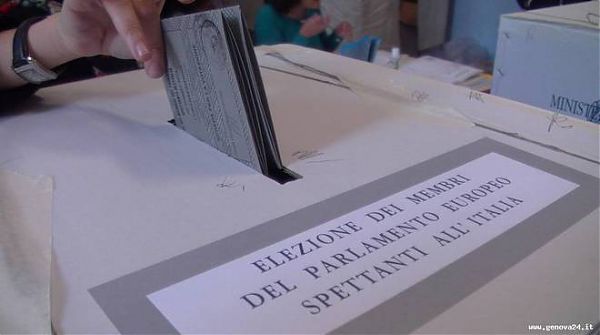 MINIST
ELEZIONE DEI MEMBRI
DEL PARLAMENTO EUROPEO
SPETTANTI ALL'ITALIA
www.genova24.it